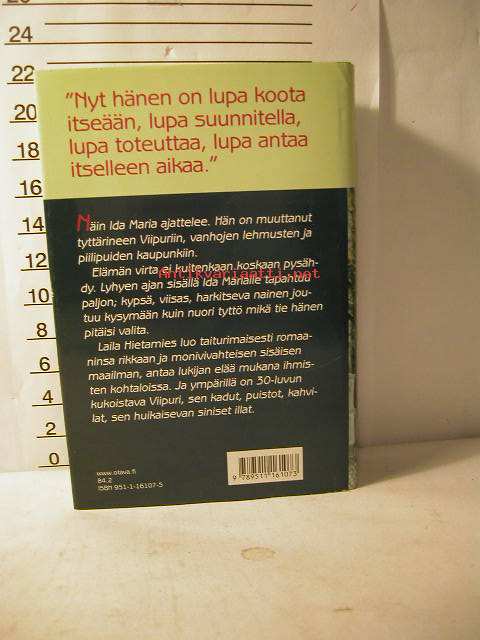 26
24
22
20
18
16
14
12
10
8
6
4
2
0
"Nyt hänen on lupa koota
itseään, lupa suunnitella,
lupa toteuttaa, lupa antaa
itselleen aikaa."
Näin Ida Maria ajattelee. Hän on muuttanut
tyttärineen Viipuriin, vanhojen lehmusten ja
piilipuiden kaupunkiin.
Elämän virta ei kuitenkaan koskaan pysäh-
dy. Lyhyen ajan sisällä Ida Marialle tapahtuu
paljon; kypsä, viisas, harkitseva nainen jou-
tuu kysymään kuin nuori tyttö mikä tie hänen
pitäisi valita.
Laila Hietamies luo taiturimaisesti romaa-
ninsa rikkaan ja monivivahteisen sisäisen
maailman, antaa lukijan elää mukana ihmis-
ten kohtaloissa. Ja ympärillä on 30-luvun
kukoistava Viipuri, sen kadut, puistot, kahvi-
lat, sen huikaisevan siniset illat.
Antikvariaatti.net
www.otava.fi
84.2
ISBN 951-1-16107-5
9 789511 161073